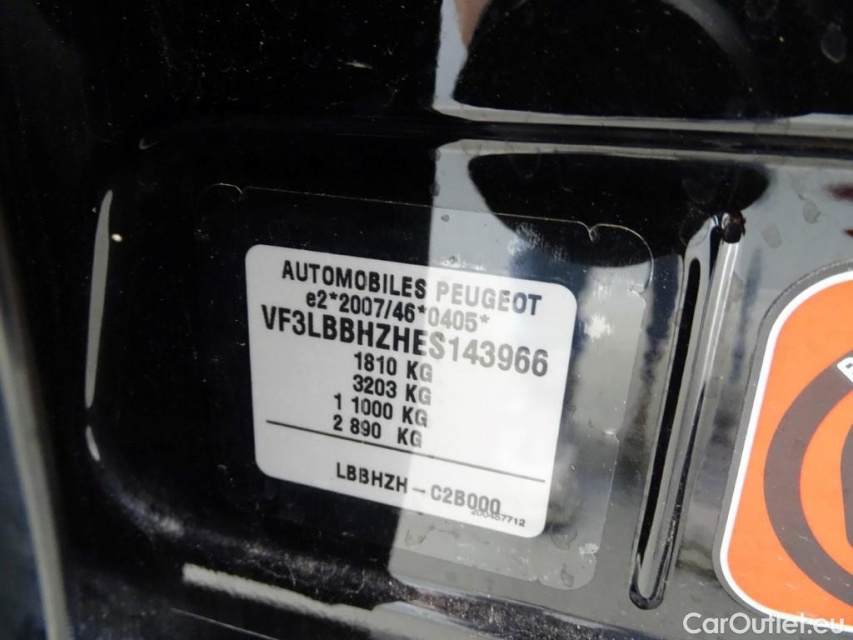 AUTOMOBILES PEUGEOT
e2*2007/46*0405*
VF3LBBHZHES143966
1810 KG
3203 KG
1 1000 KG
2 890 KG
LBBHZH-C2B000
200457712
CarOutlet.eu